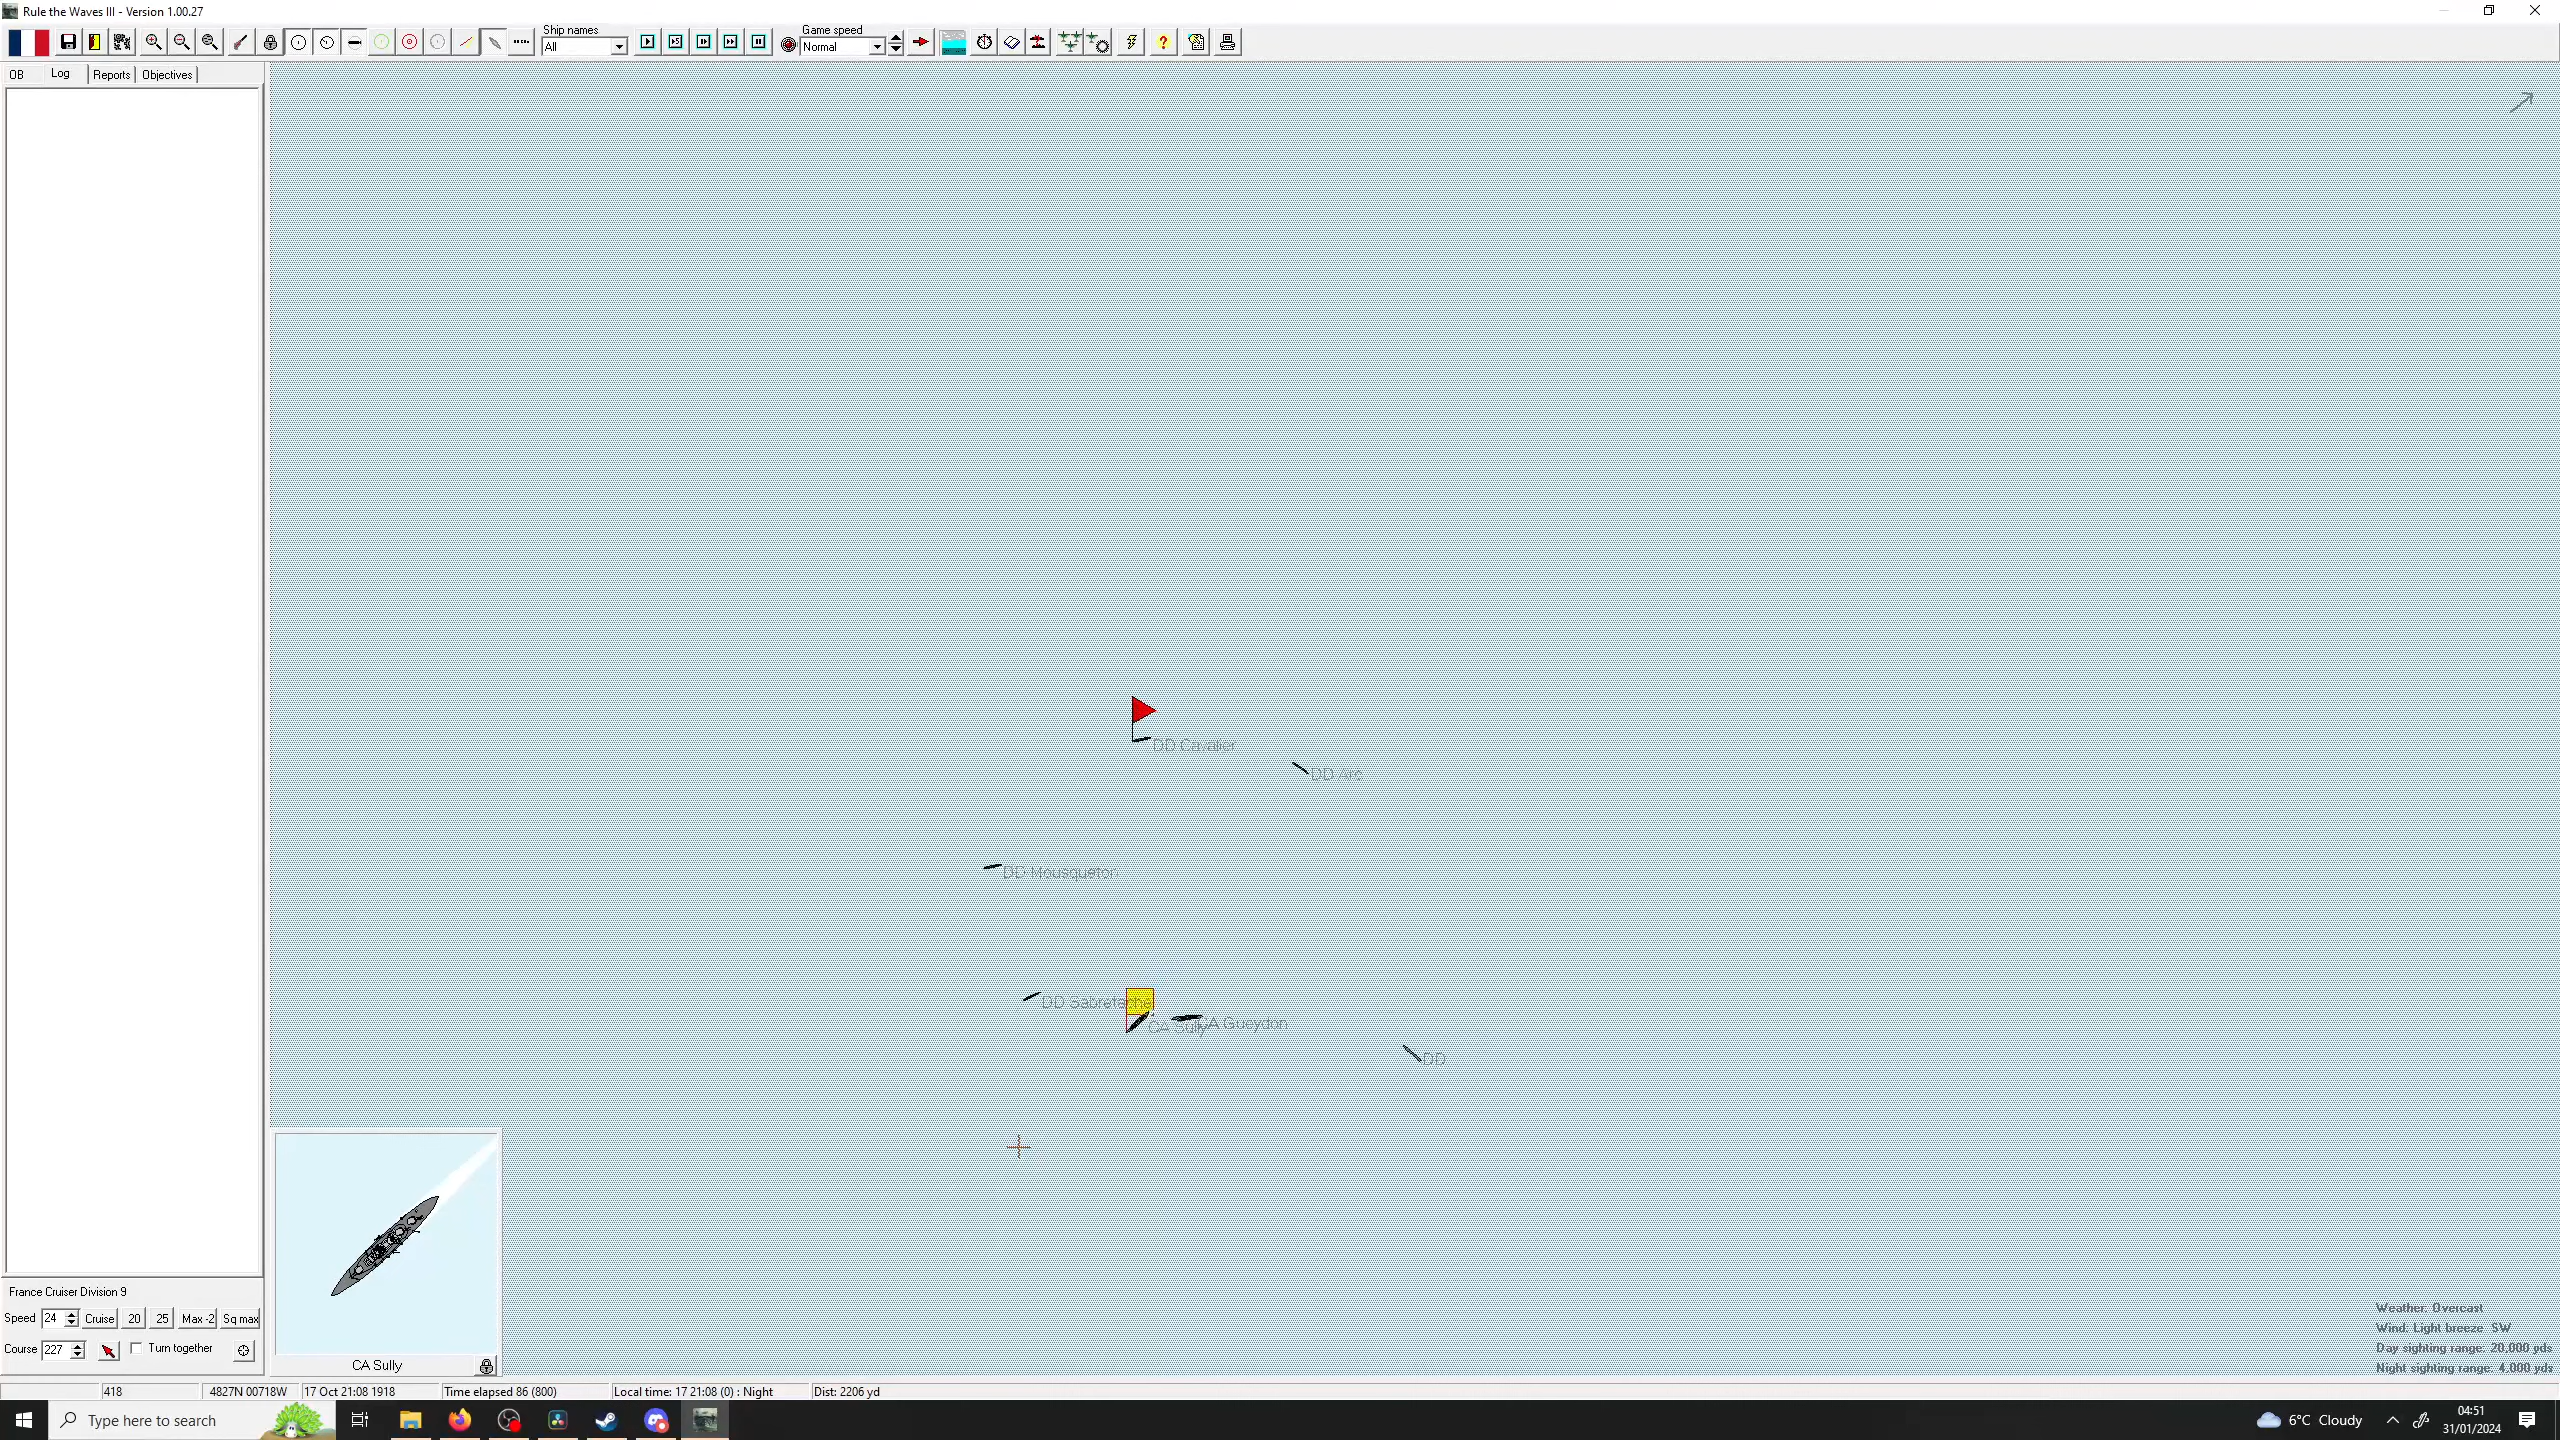 Rule the Waves III - Version 1.00.27
Ship names
All
Game speed
Normal
OB Log Reports Objectives
DD Cavalier
DD Arc
DD Mousqueton
DD Sabretache
CA Sully
CA Gueydon
DD
France Cruiser Division 9
Speed 24 Cruise 20 25 Max -2 Sq max
Course 227 Turn together
CA Sully
Weather: Overcast
Wind: Light breeze SW
Day sighting range: 20,000 yds
Night sighting range: 4,000 yds
418 4827N 00718W 17 Oct 21:08 1918 Time elapsed 86 (800) Local time: 17 21:08 (0) : Night Dist: 2206 yd
Type here to search
6°C Cloudy
04:51
31/01/2024